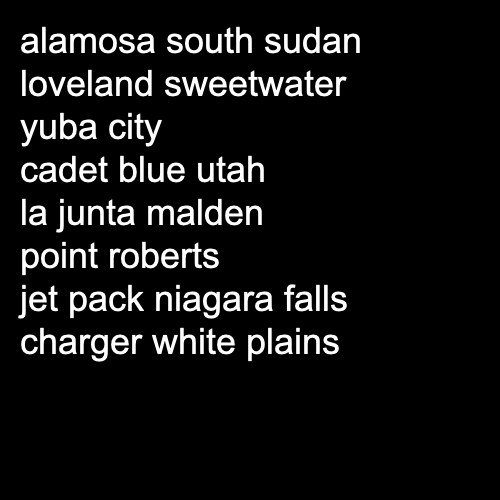 alamosa south sudan
loveland sweetwater
yuba city
cadet blue utah
la junta malden
point roberts
jet pack niagara falls
charger white plains